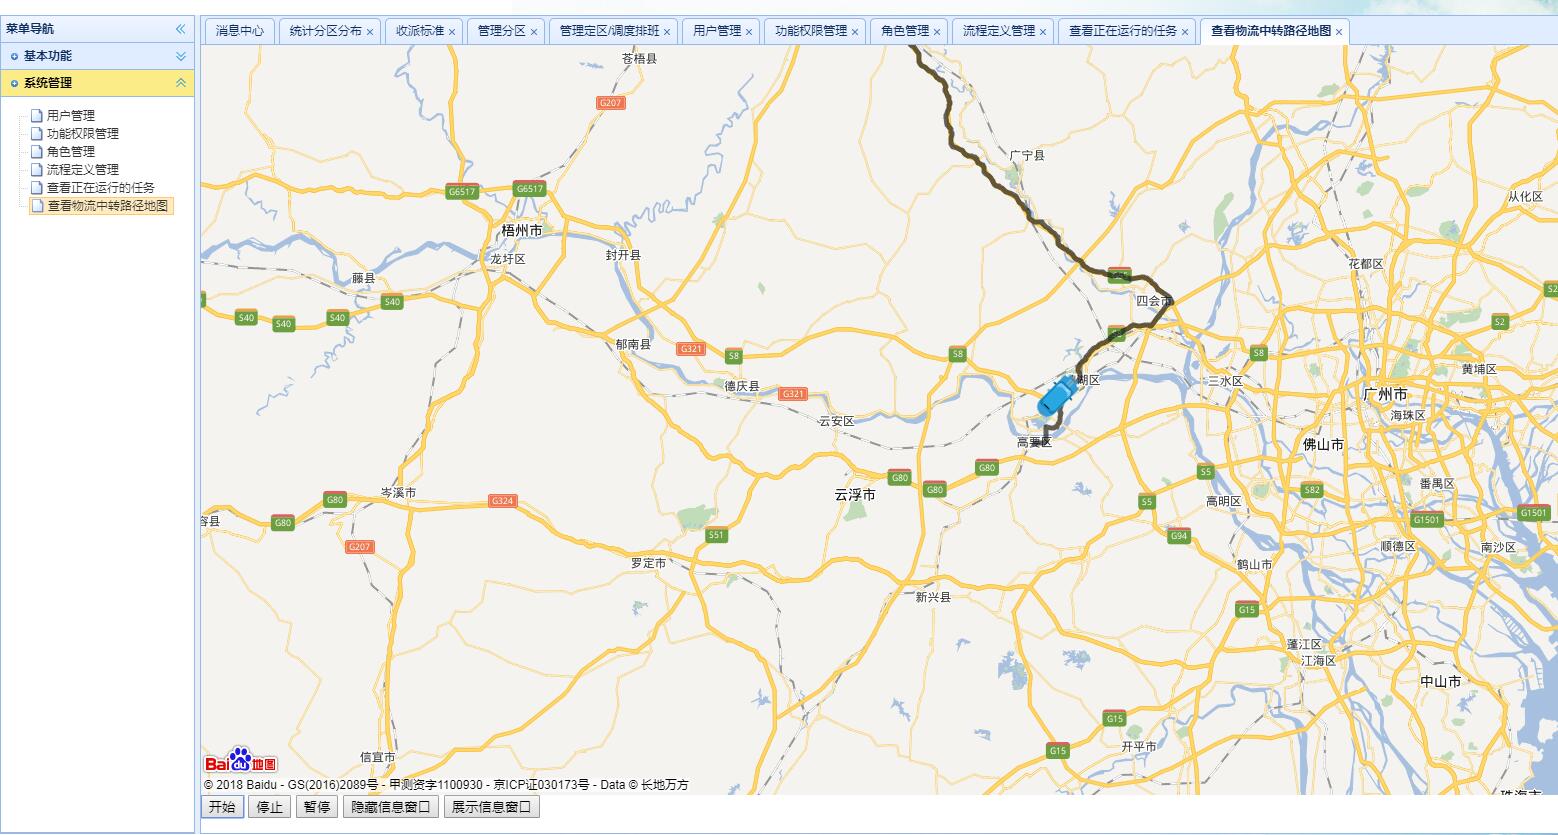 菜单导航
基本功能
系统管理
用户管理
功能权限管理
角色管理
流程定义管理
查看正在运行的任务
查看物流中转路径地图
消息中心 统计分区分布 收派标准 管理分区 管理定区/调度排班 用户管理 功能权限管理 角色管理 流程定义管理 查看正在运行的任务 查看物流中转路径地图
苍梧县
G207
广宁县
G6517 G6517
从化区
梧州市
龙圩区 封开县
花都区
藤县
S40 四会市
S40 S40 S40
S2
郁南县 G321 S8 S8 S8
黄埔区
德庆县 G321 湖区 三水区
广州市
云安区 海珠区
高要区 佛山市
G80 G80 S5
番禺区
岑溪市 云浮市 G80 S82
G80 G324 S5 高明区
容县 G80 G1501 G1501
S51 G94
G207 顺德区 南沙区
罗定市 鹤山市
新兴县 G15
蓬江区
江海区
中山市
G15
信宜市 G15 开平市
Bai du 地图
© 2018 Baidu - GS(2016)2089号 - 甲测资字1100930 - 京ICP证030173号 - Data © 长地万方
珠海市
开始 停止 暂停 隐藏信息窗口 展示信息窗口